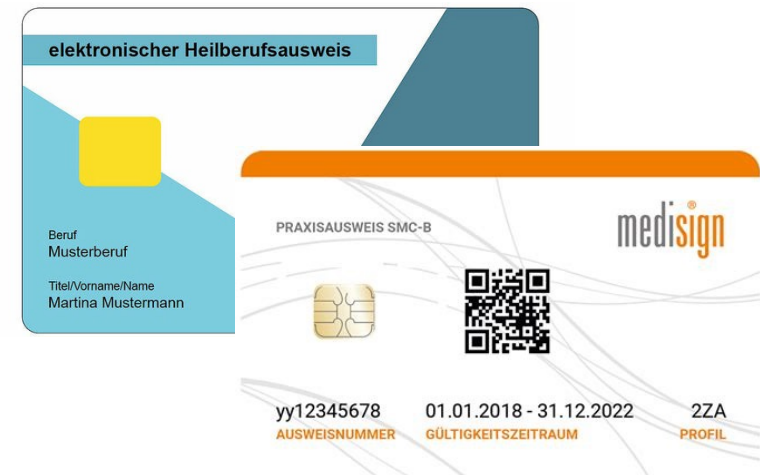 elektronischer Heilberufsausweis
Beruf
Musterberuf
Titel/Vorname/Name
Martina Mustermann
PRAXISAUSWEIS SMC-B
medisign®
yy12345678
01.01.2018 - 31.12.2022
2ZA
AUSWEISNUMMER
GÜLTIGKEITSZEITRAUM
PROFIL